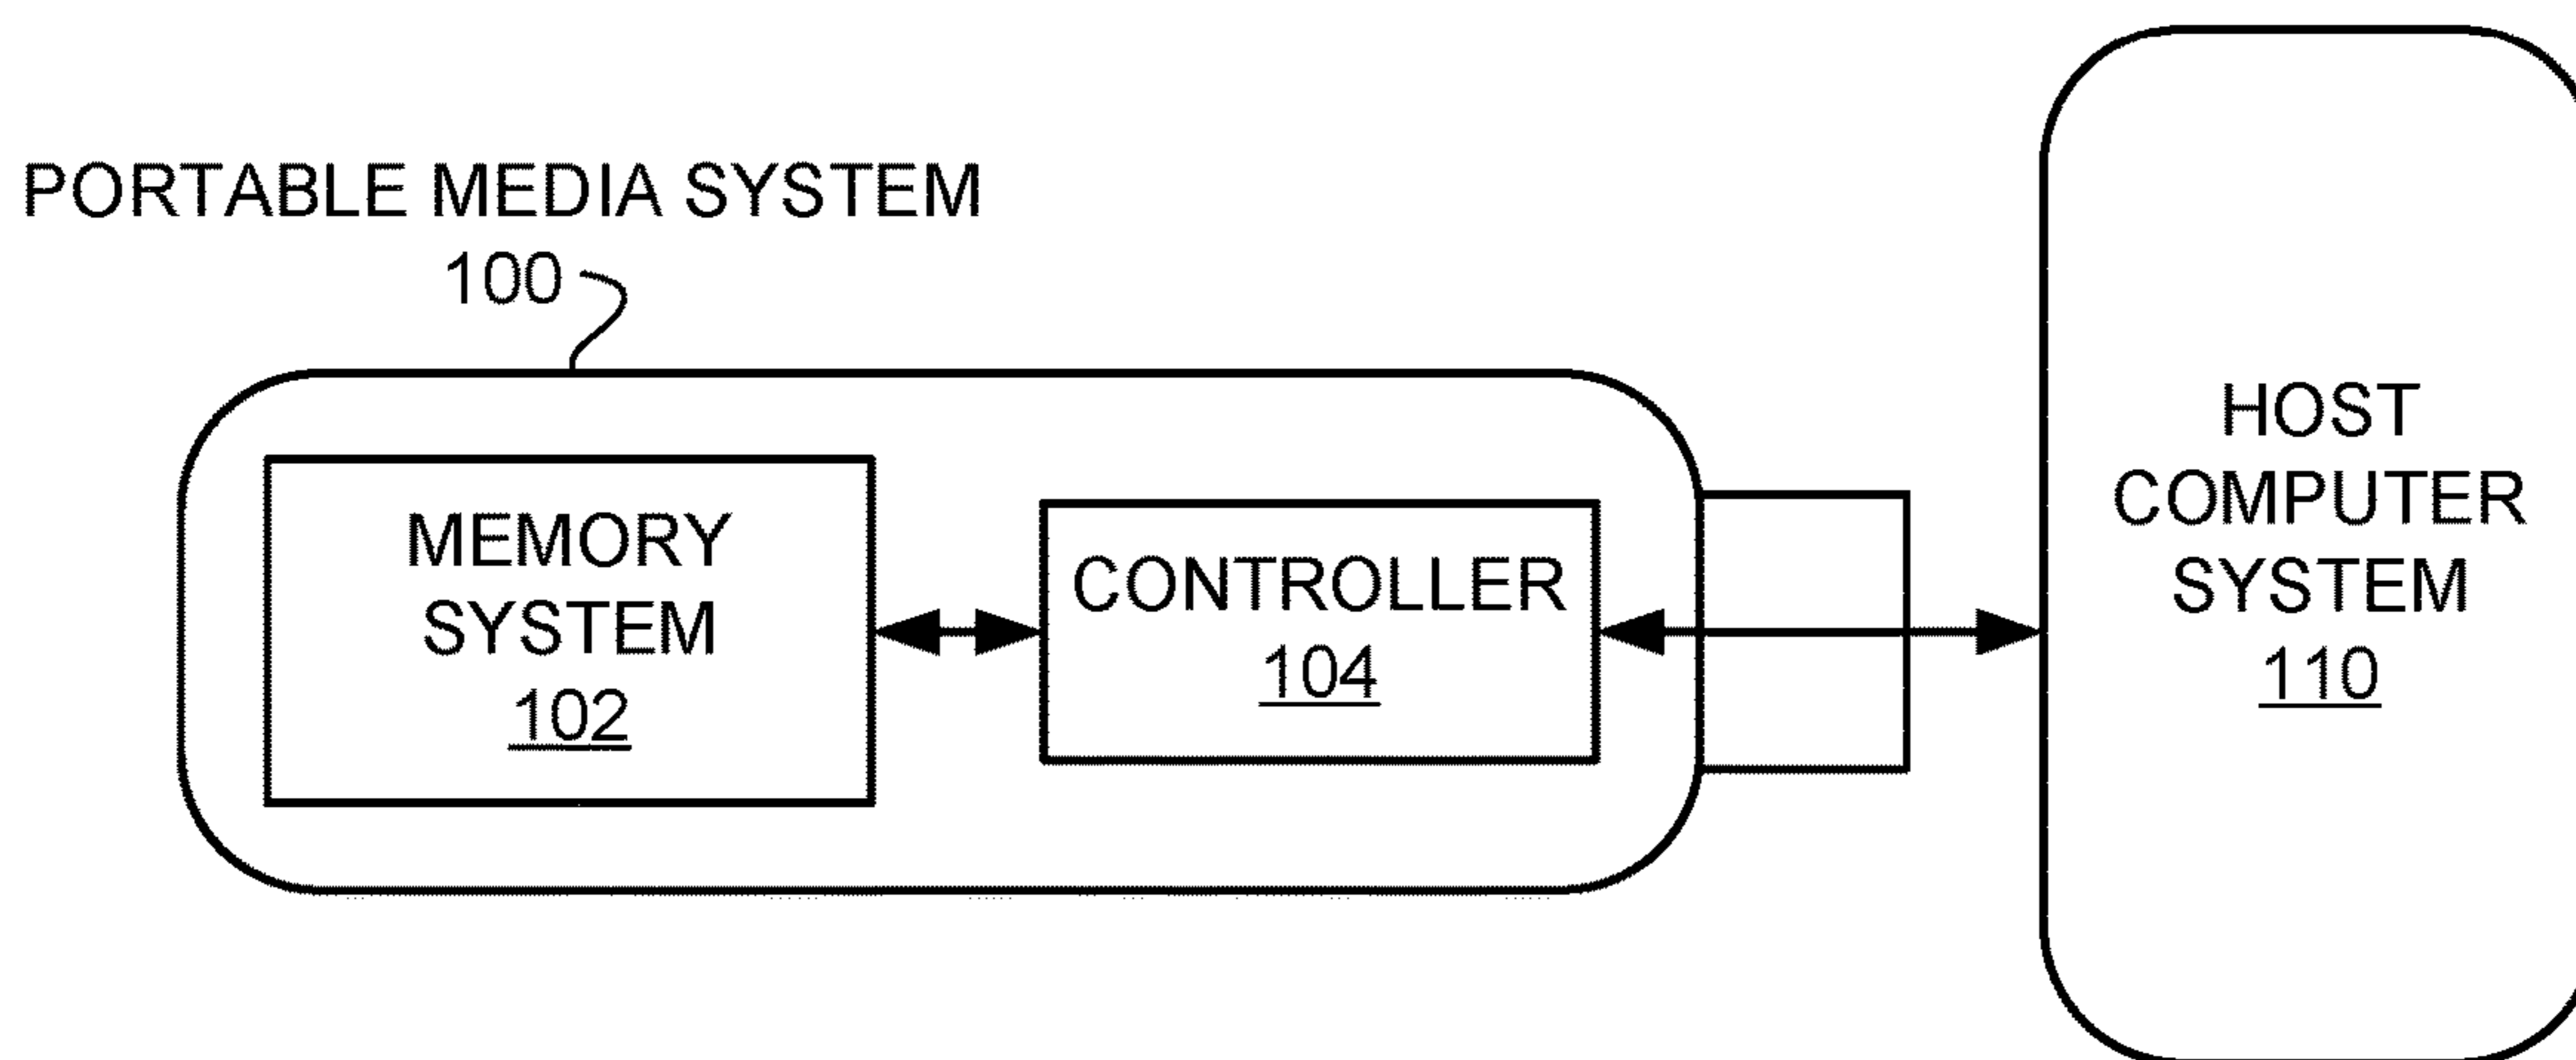 PORTABLE MEDIA SYSTEM
100
MEMORY
SYSTEM
102
CONTROLLER
104
HOST
COMPUTER
SYSTEM
110